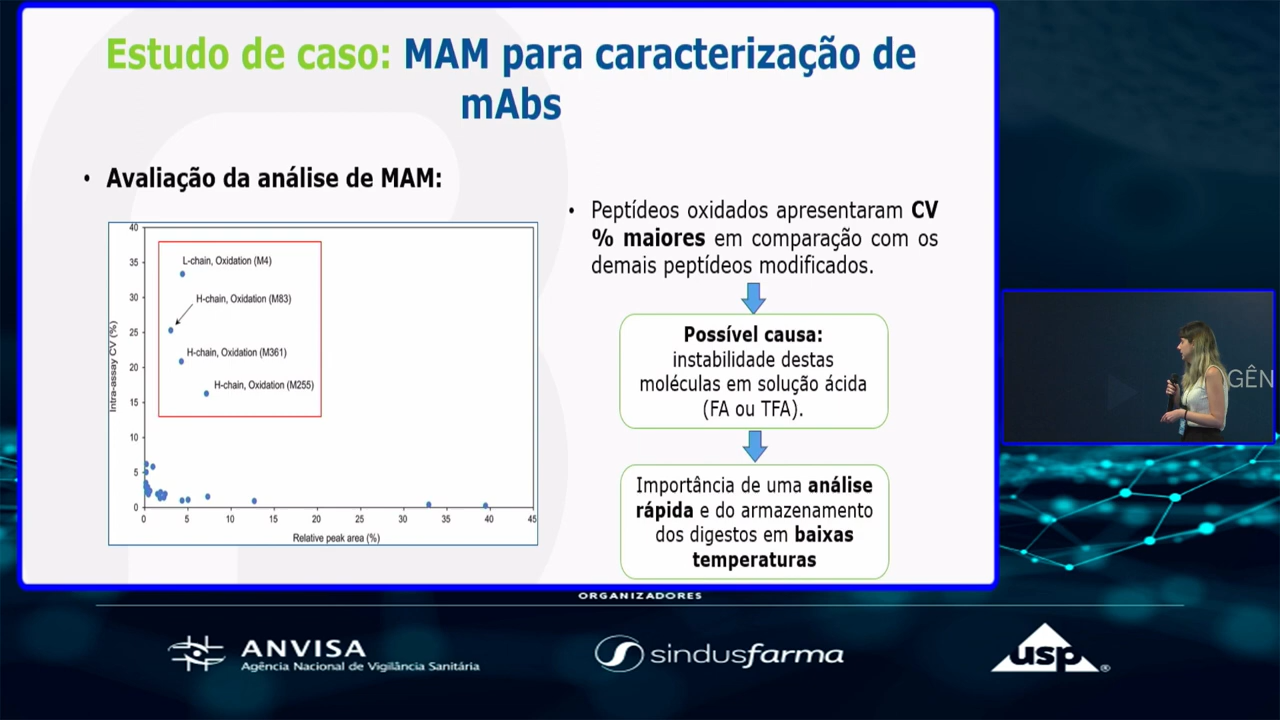 Estudo de caso: MAM para caracterização de
mAbs
• Avaliação da análise de MAM:
40
35
30
25
20
15
10
5
0
Intra-assay CV (%)
L-chain, Oxidation (M4)
H-chain, Oxidation (M83)
H-chain, Oxidation (M361)
H-chain, Oxidation (M255)
0 5 10 15 20 25 30 35 40 45
Relative peak area (%)
• Peptídeos oxidados apresentaram CV
% maiores em comparação com os
demais peptídeos modificados.
Possível causa:
instabilidade destas
moléculas em solução ácida
(FA ou TFA).
Importância de uma análise
rápida e do armazenamento
dos digestos em baixas
temperaturas
GÊN
ORGANIZADORES
ANVISA
Agência Nacional de Vigilância Sanitária
sindusfarma
usp®